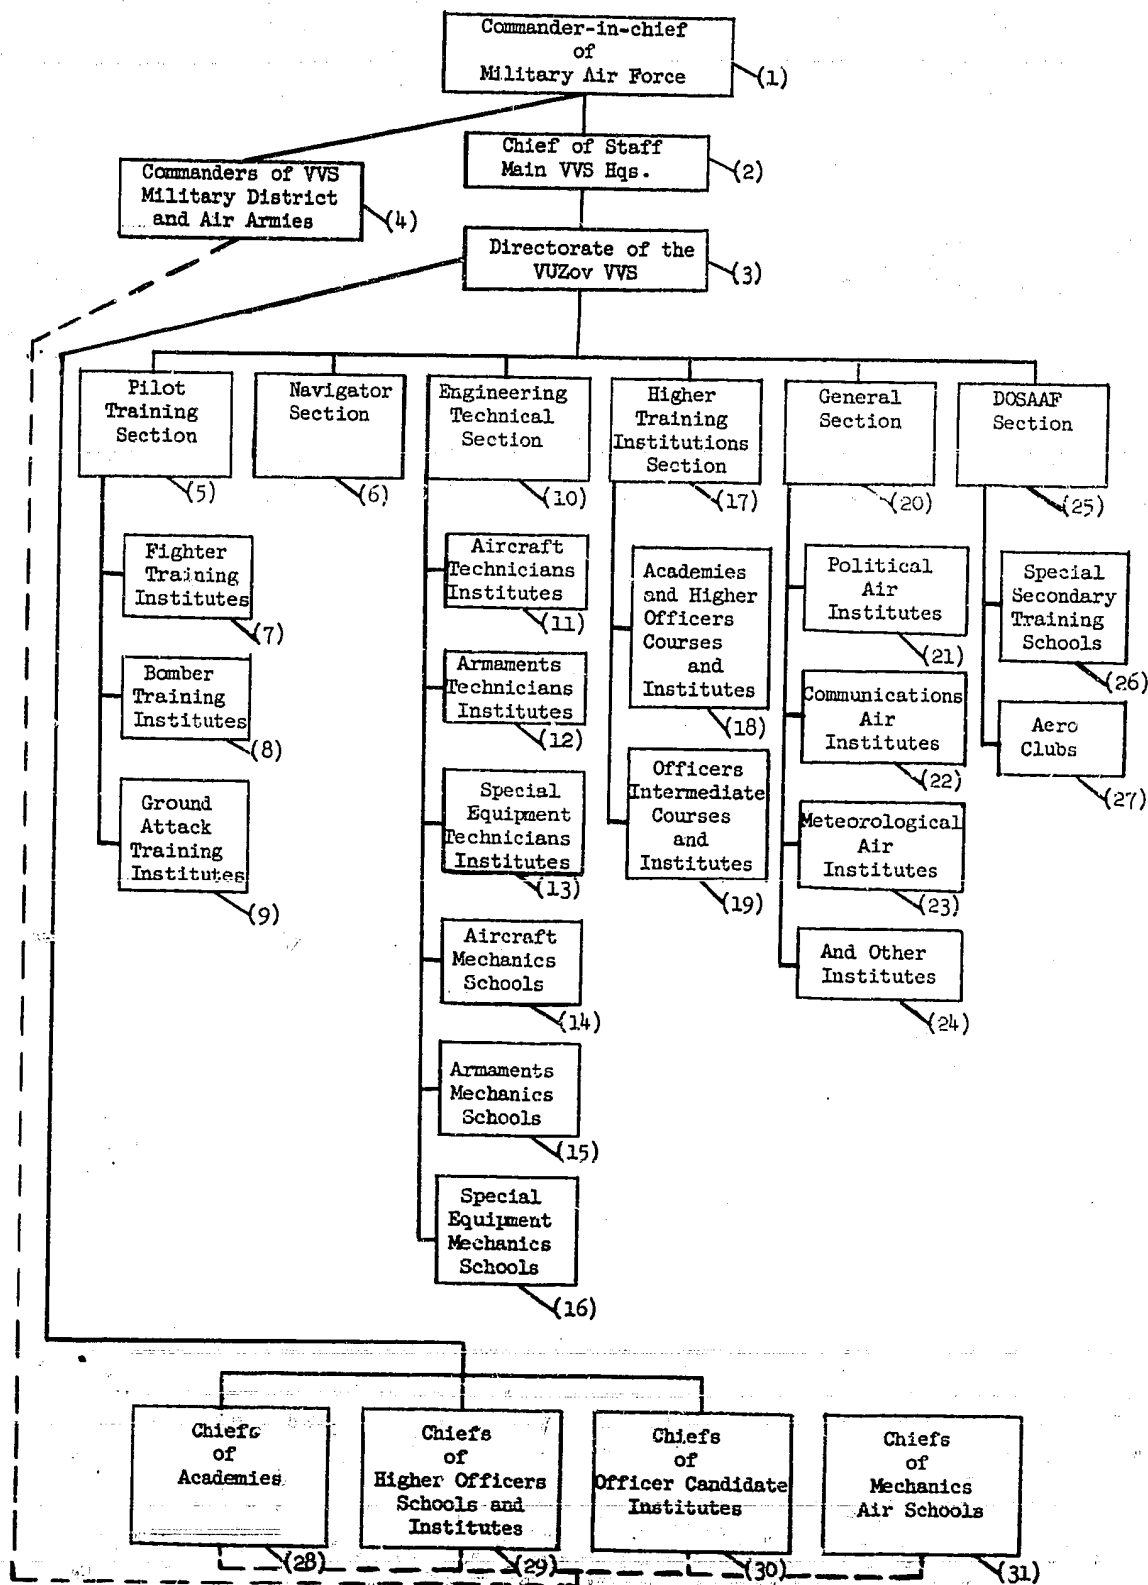 Commander-in-chief
of
Military Air Force
(1)
Chief of Staff
Main VVS Hqs.
(2)
Commanders of VVS
Military District
and Air Armies
(4)
Directorate of the
VUZov VVS
(3)
Pilot
Training
Section
(5)
Navigator
Section
(6)
Engineering
Technical
Section
(10)
Higher
Training
Institutions
Section
(17)
General
Section
(20)
DOSAAF
Section
(25)
Fighter
Training
Institutes
(7)
Bomber
Training
Institutes
(8)
Ground
Attack
Training
Institutes
(9)
Aircraft
Technicians
Institutes
(11)
Armaments
Technicians
Institutes
(12)
Special
Equipment
Technicians
Institutes
(13)
Aircraft
Mechanics
Schools
(14)
Armaments
Mechanics
Schools
(15)
Special
Equipment
Mechanics
Schools
(16)
Academies
and Higher
Officers
Courses
and
Institutes
(18)
Officers
Intermediate
Courses
and
Institutes
(19)
Political
Air
Institutes
(21)
Communications
Air
Institutes
(22)
Meteorological
Air
Institutes
(23)
And Other
Institutes
(24)
Special
Secondary
Training
Schools
(26)
Aero
Clubs
(27)
Chiefs
of
Academies
(28)
Chiefs
of
Higher Officers
Schools and
Institutes
(29)
Chiefs
of
Officer Candidate
Institutes
(30)
Chiefs
of
Mechanics
Air Schools
(31)